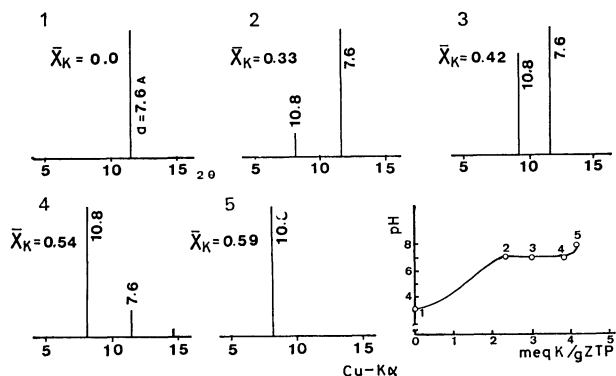 1
X̄K = 0.0
d = 7.6 A
5 10 15 2θ
2
X̄K = 0.33
10.8
7.6
5 10 15
3
X̄K = 0.42
10.8
7.6
5 10 15
4
X̄K = 0.54
10.8
7.6
5 10 15
5
X̄K = 0.59
5 10 15
Cu-Kα
pH
8
6
4
1 2 3 4 5
0 1 2 3 4 5
meq K/gZTP